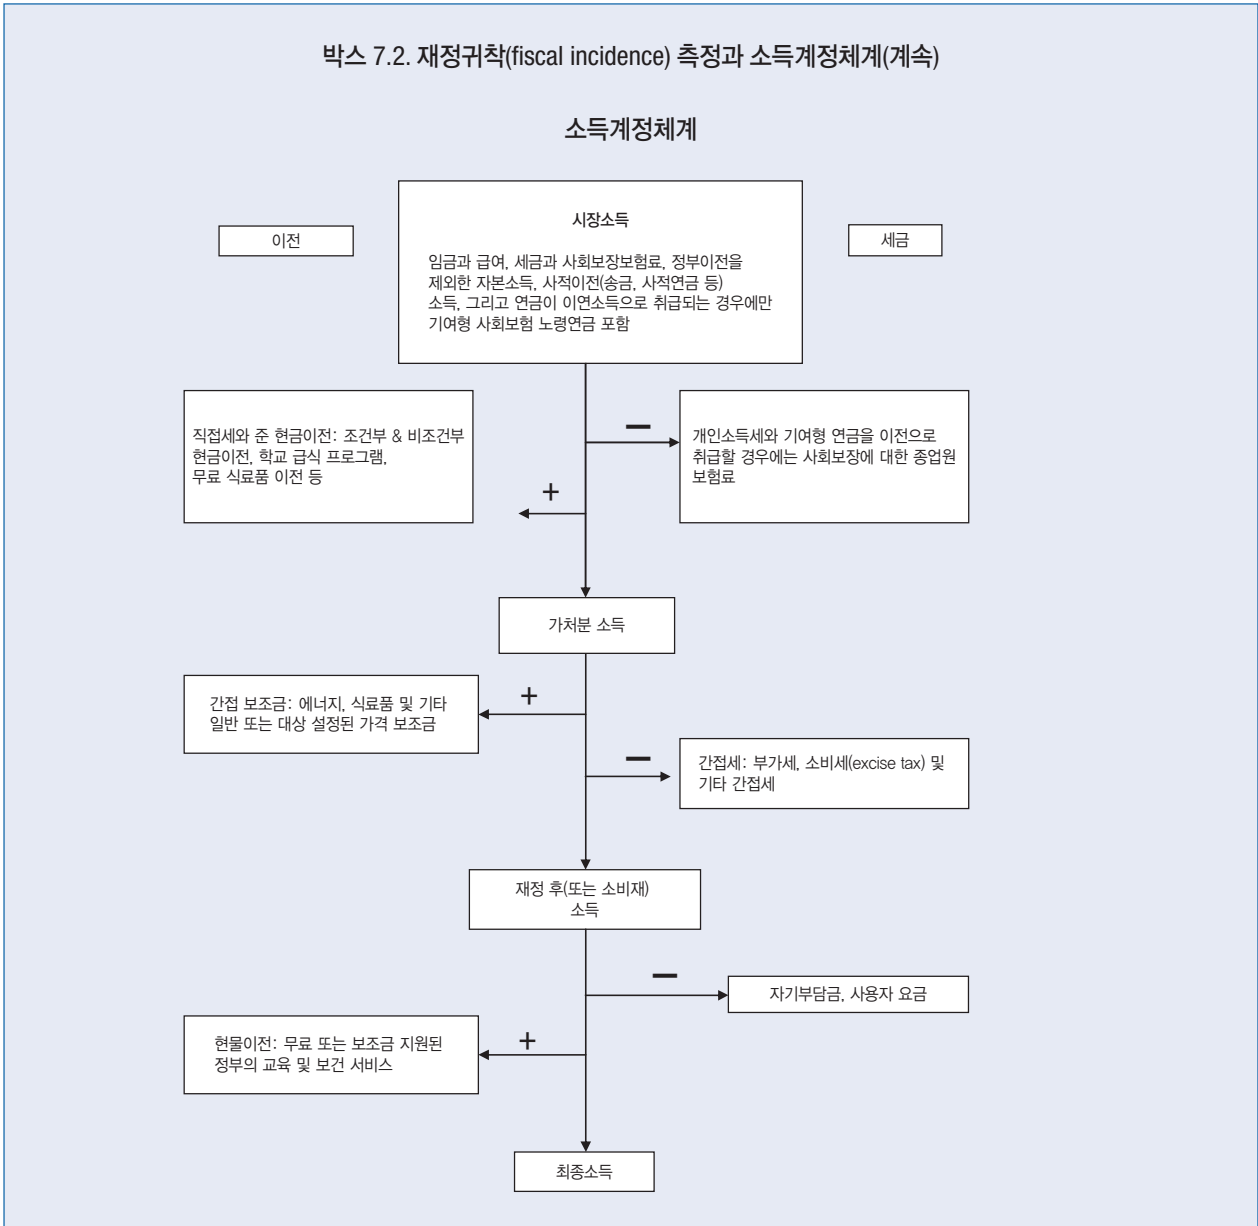 박스 7.2. 재정귀착(fiscal incidence) 측정과 소득계정체계(계속)
소득계정체계
이전
시장소득
임금과 급여, 세금과 사회보장보험료, 정부이전을
제외한 자본소득, 사적이전(송금, 사적연금 등)
소득, 그리고 연금이 이연소득으로 취급되는 경우에만
기여형 사회보험 노령연금 포함
세금
직접세와 준 현금이전: 조건부 & 비조건부
현금이전, 학교 급식 프로그램,
무료 식료품 이전 등
−
개인소득세와 기여형 연금을 이전으로
취급할 경우에는 사회보장에 대한 종업원
보험료
+
가처분 소득
간접 보조금: 에너지, 식료품 및 기타
일반 또는 대상 설정된 가격 보조금
+
−
간접세: 부가세, 소비세(excise tax) 및
기타 간접세
재정 후(또는 소비재)
소득
−
자기부담금, 사용자 요금
현물이전: 무료 또는 보조금 지원된
정부의 교육 및 보건 서비스
+
최종소득